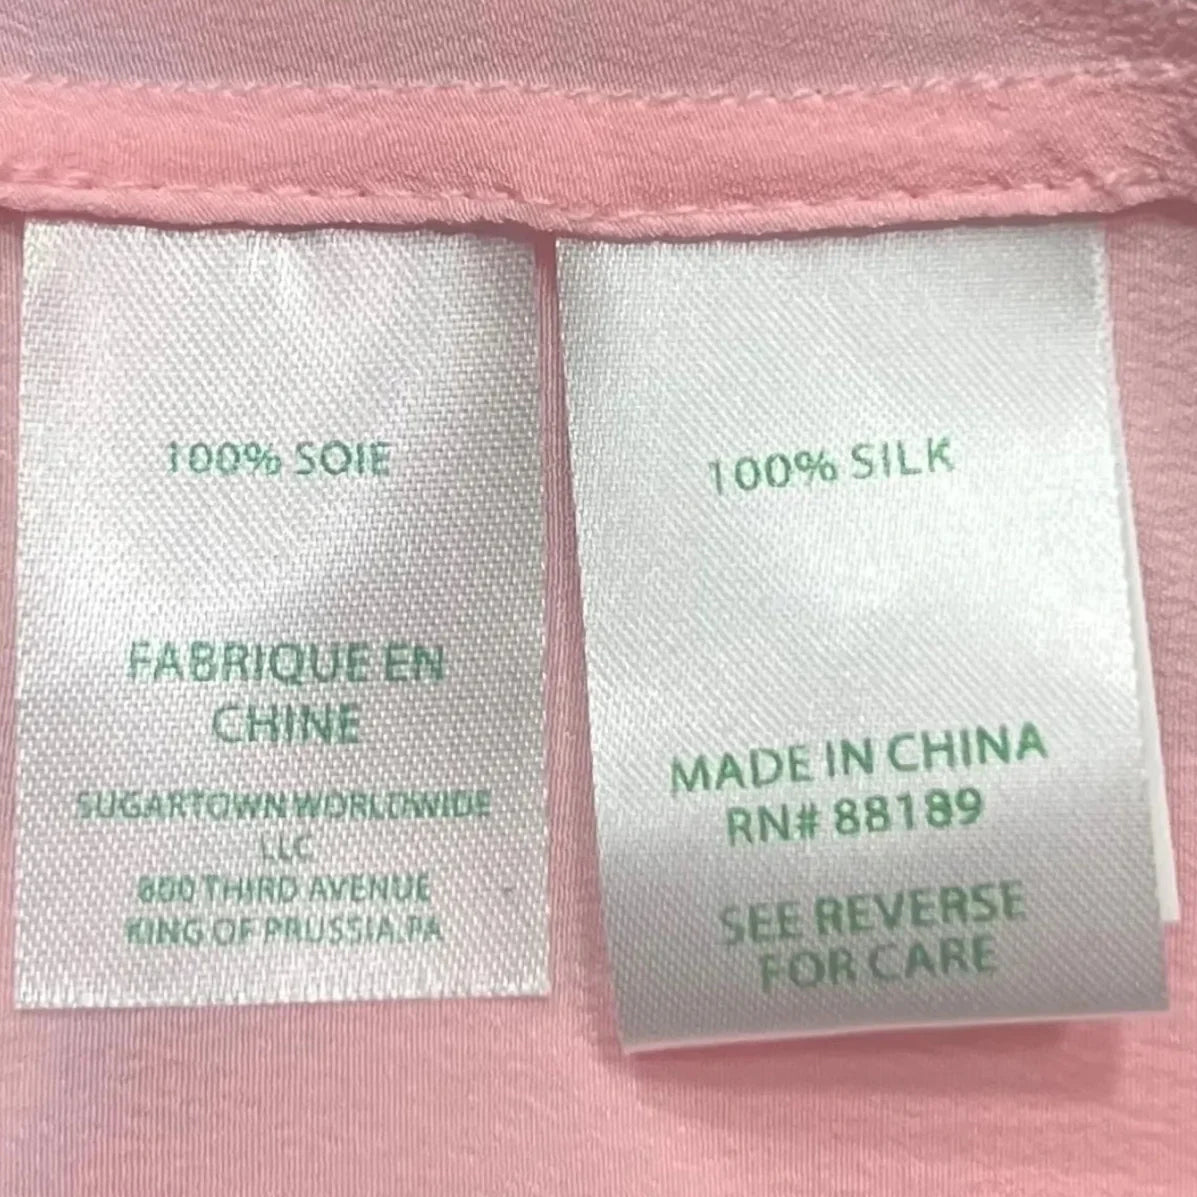 100% SOIE
FABRIQUE EN
CHINE
SUGARTOWN WORLDWIDE
LLC
800 THIRD AVENUE
KING OF PRUSSIA, PA
100% SILK
MADE IN CHINA
RN# 88189
SEE REVERSE
FOR CARE